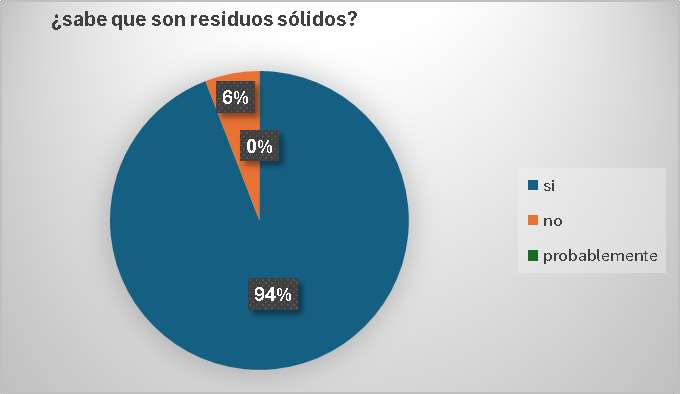 ¿sabe que son residuos sólidos?
6%
0%
94%
si
no
probablemente